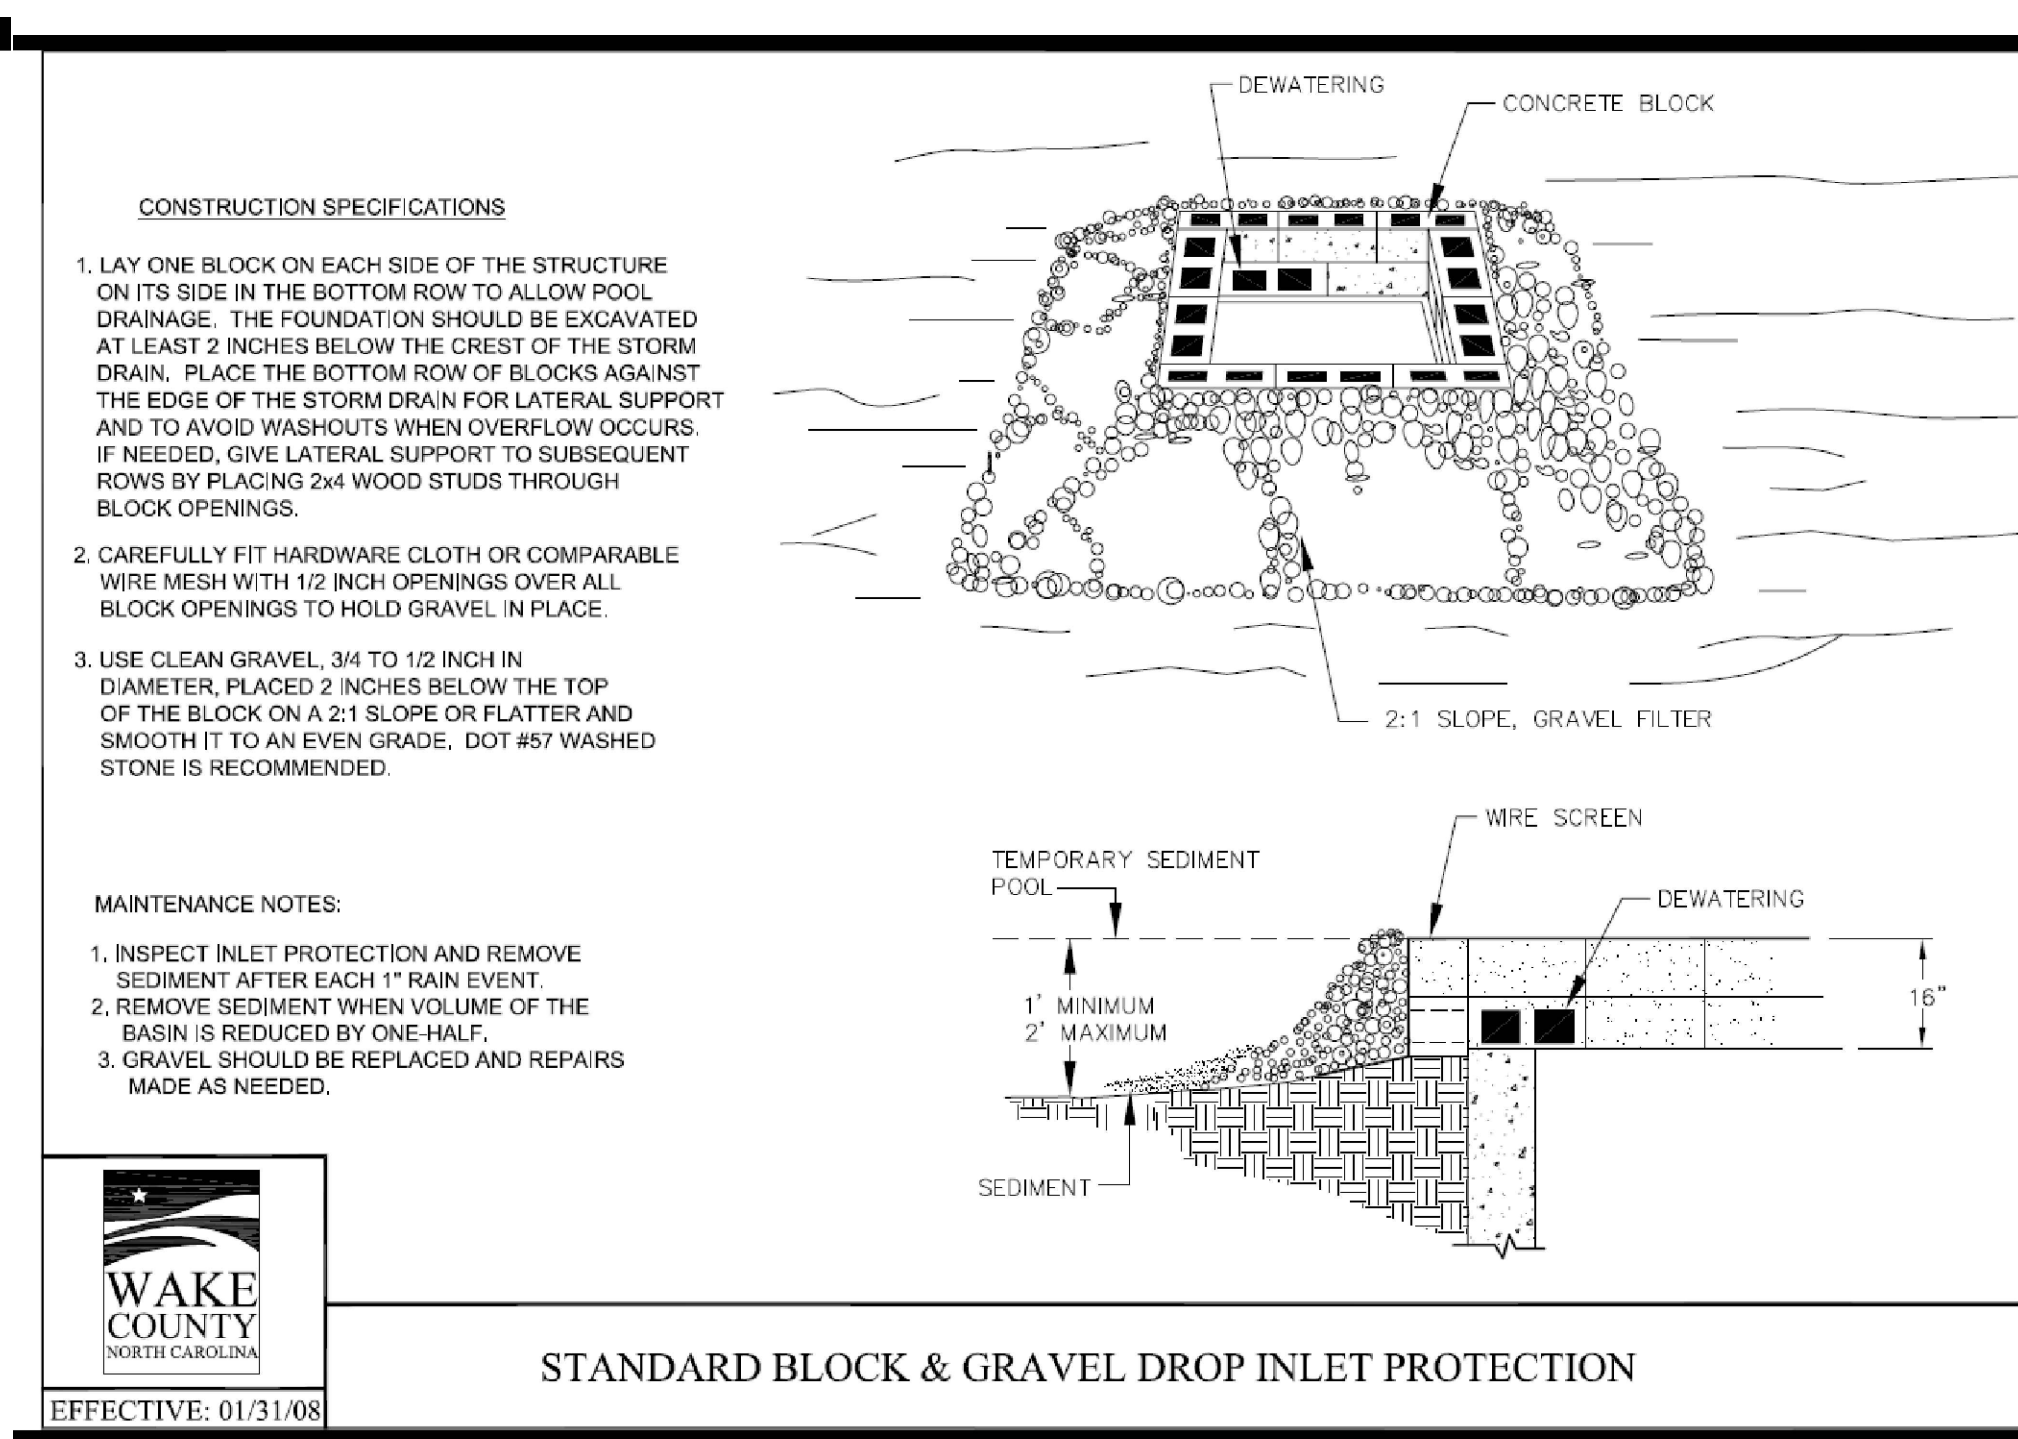 CONSTRUCTION SPECIFICATIONS
1. LAY ONE BLOCK ON EACH SIDE OF THE STRUCTURE
ON ITS SIDE IN THE BOTTOM ROW TO ALLOW POOL
DRAINAGE. THE FOUNDATION SHOULD BE EXCAVATED
AT LEAST 2 INCHES BELOW THE CREST OF THE STORM
DRAIN. PLACE THE BOTTOM ROW OF BLOCKS AGAINST
THE EDGE OF THE STORM DRAIN FOR LATERAL SUPPORT
AND TO AVOID WASHOUTS WHEN OVERFLOW OCCURS.
IF NEEDED, GIVE LATERAL SUPPORT TO SUBSEQUENT
ROWS BY PLACING 2x4 WOOD STUDS THROUGH
BLOCK OPENINGS.
2. CAREFULLY FIT HARDWARE CLOTH OR COMPARABLE
WIRE MESH WITH 1/2 INCH OPENINGS OVER ALL
BLOCK OPENINGS TO HOLD GRAVEL IN PLACE.
3. USE CLEAN GRAVEL, 3/4 TO 1/2 INCH IN
DIAMETER, PLACED 2 INCHES BELOW THE TOP
OF THE BLOCK ON A 2:1 SLOPE OR FLATTER AND
SMOOTH IT TO AN EVEN GRADE. DOT #57 WASHED
STONE IS RECOMMENDED.
MAINTENANCE NOTES:
1. INSPECT INLET PROTECTION AND REMOVE
SEDIMENT AFTER EACH 1" RAIN EVENT.
2. REMOVE SEDIMENT WHEN VOLUME OF THE
BASIN IS REDUCED BY ONE-HALF.
3. GRAVEL SHOULD BE REPLACED AND REPAIRS
MADE AS NEEDED.
DEWATERING
CONCRETE BLOCK
2:1 SLOPE, GRAVEL FILTER
WIRE SCREEN
TEMPORARY SEDIMENT
POOL
DEWATERING
1' MINIMUM
2' MAXIMUM
16"
SEDIMENT
WAKE
COUNTY
NORTH CAROLINA
EFFECTIVE: 01/31/08
STANDARD BLOCK & GRAVEL DROP INLET PROTECTION